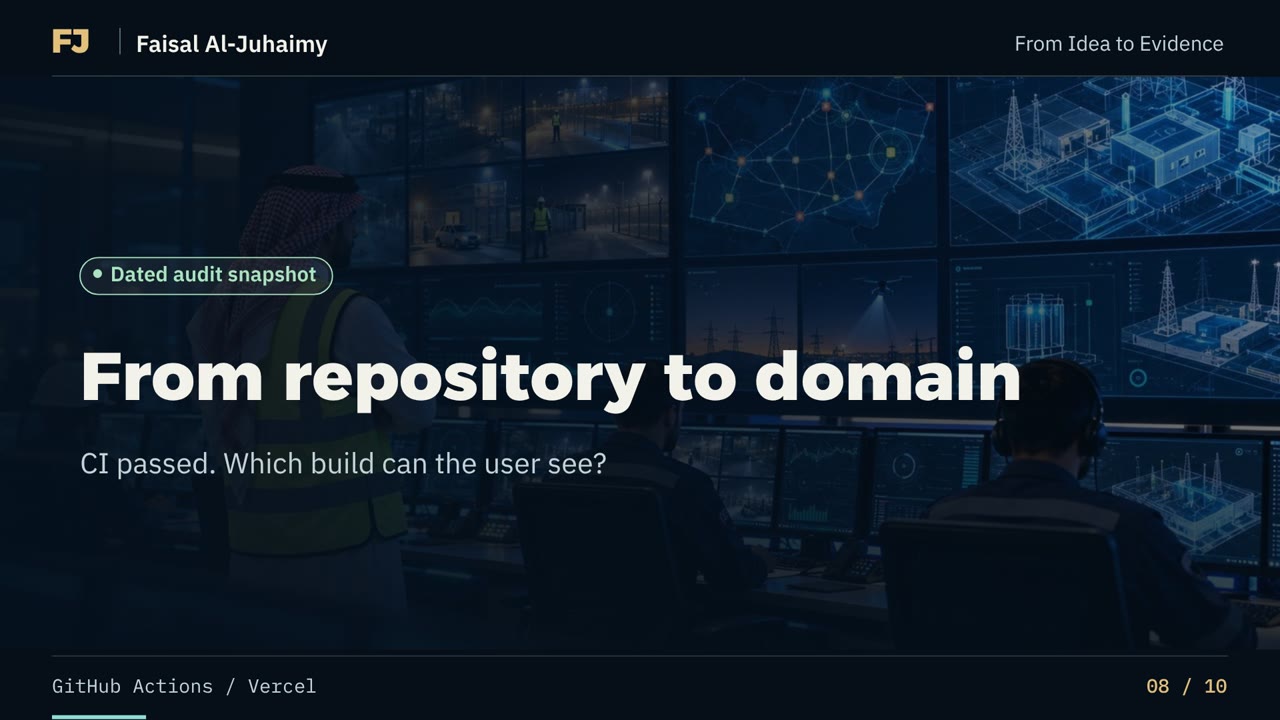 FJ
Faisal Al-Juhaimy
From Idea to Evidence
Dated audit snapshot
From repository to domain
CI passed. Which build can the user see?
GitHub Actions / Vercel
08 / 10